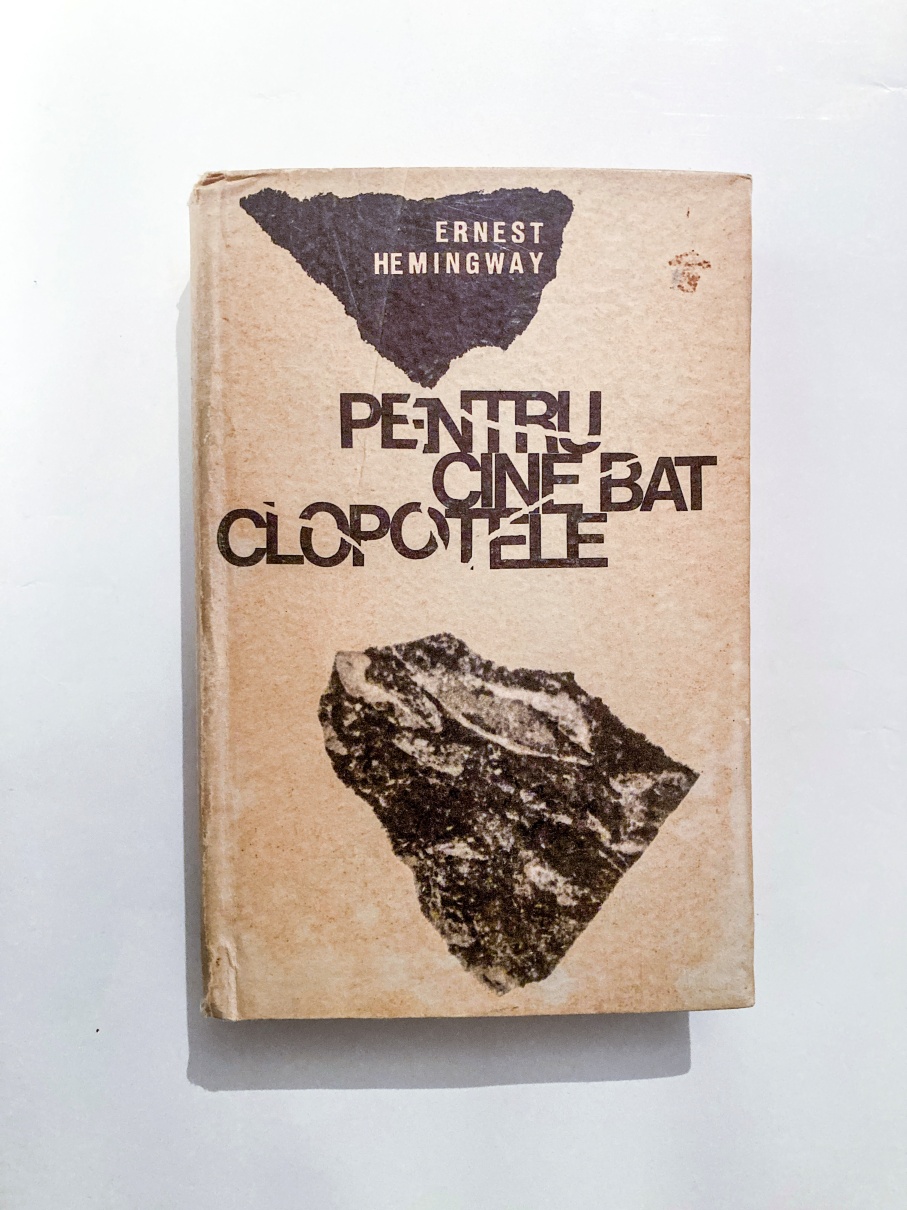 ERNEST
HEMINGWAY
PENTRU
CINE BAT
CLOPOTELE